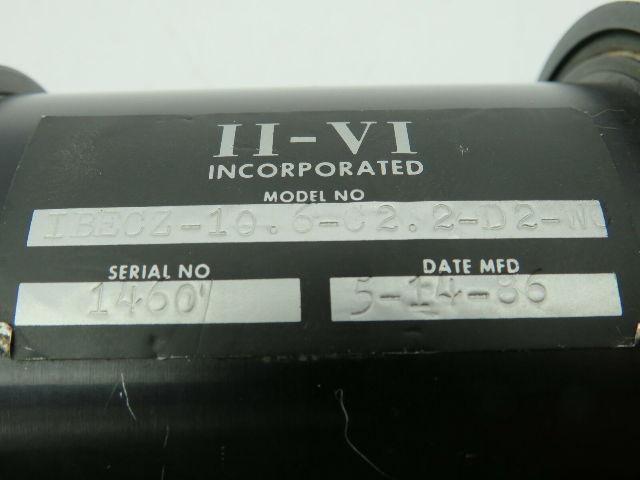 II-VI
INCORPORATED
MODEL NO
IBECZ-10.6-C2.2-D2-WC
SERIAL NO DATE MFD
1460 5-14-86